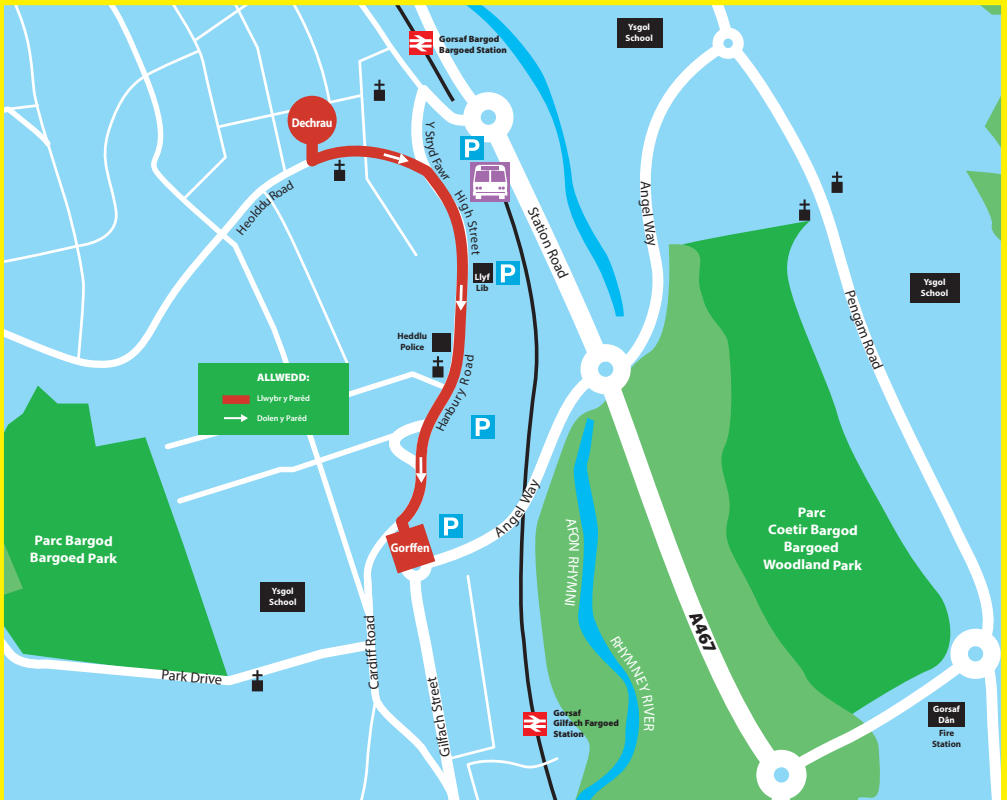 Gorsaf Bargod
Bargoed Station
Ysgol
School
Dechrau
P
Y Stryd Fawr
High Street
Heolddu Road
Station Road
Angel Way
Llyf
Lib
P
Ysgol
School
Pengam Road
Heddlu
Police
Hanbury Road
ALLWEDD:
Llwybr y Parêd
Dolen y Parêd
P
Angel Way
P
Gorffen
Parc Bargod
Bargoed Park
Parc
Coetir Bargod
Bargoed
Woodland Park
AFON RHYMNI
RHYMNEY RIVER
A467
Ysgol
School
Cardiff Road
Park Drive
Gilfach Street
Gorsaf
Gilfach Fargoed
Station
Gorsaf
Dân
Fire
Station